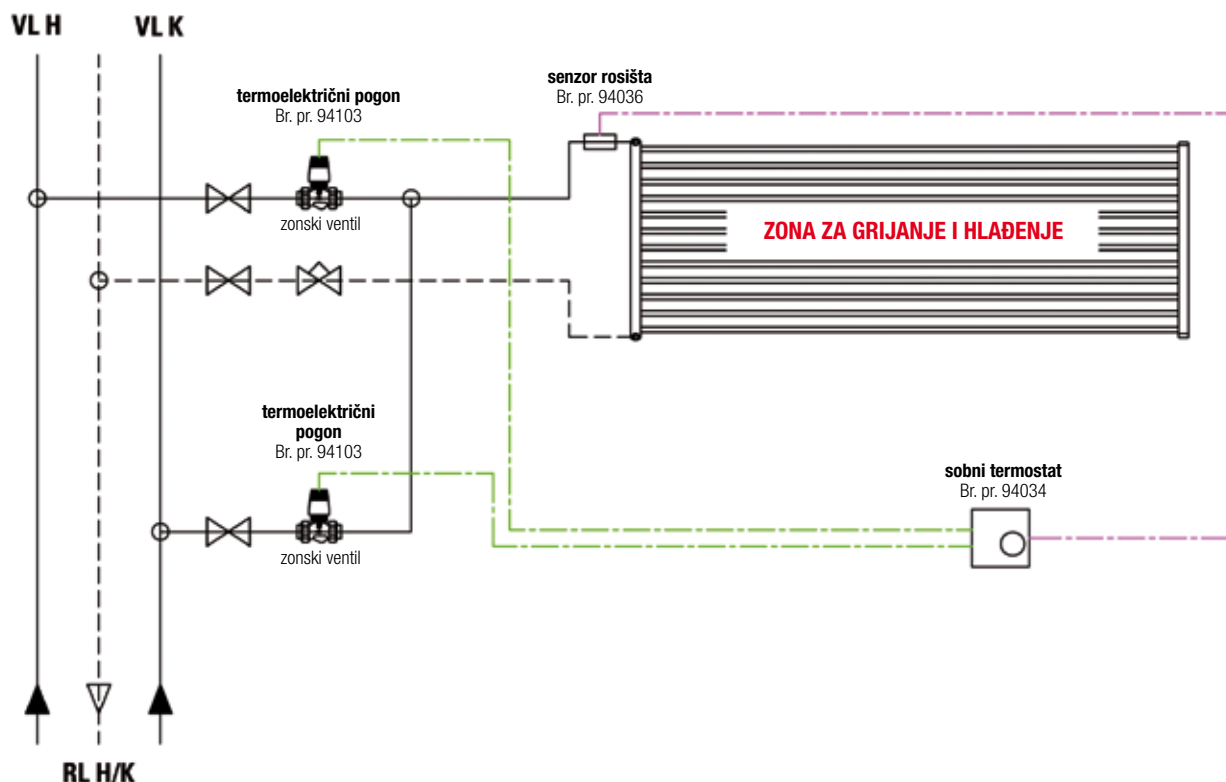 VL H
VL K
termoelektrični pogon
Br. pr. 94103
zonski ventil
senzor rosišta
Br. pr. 94036
ZONA ZA GRIJANJE I HLAĐENJE
termoelektrični
pogon
Br. pr. 94103
zonski ventil
sobni termostat
Br. pr. 94034
RL H/K